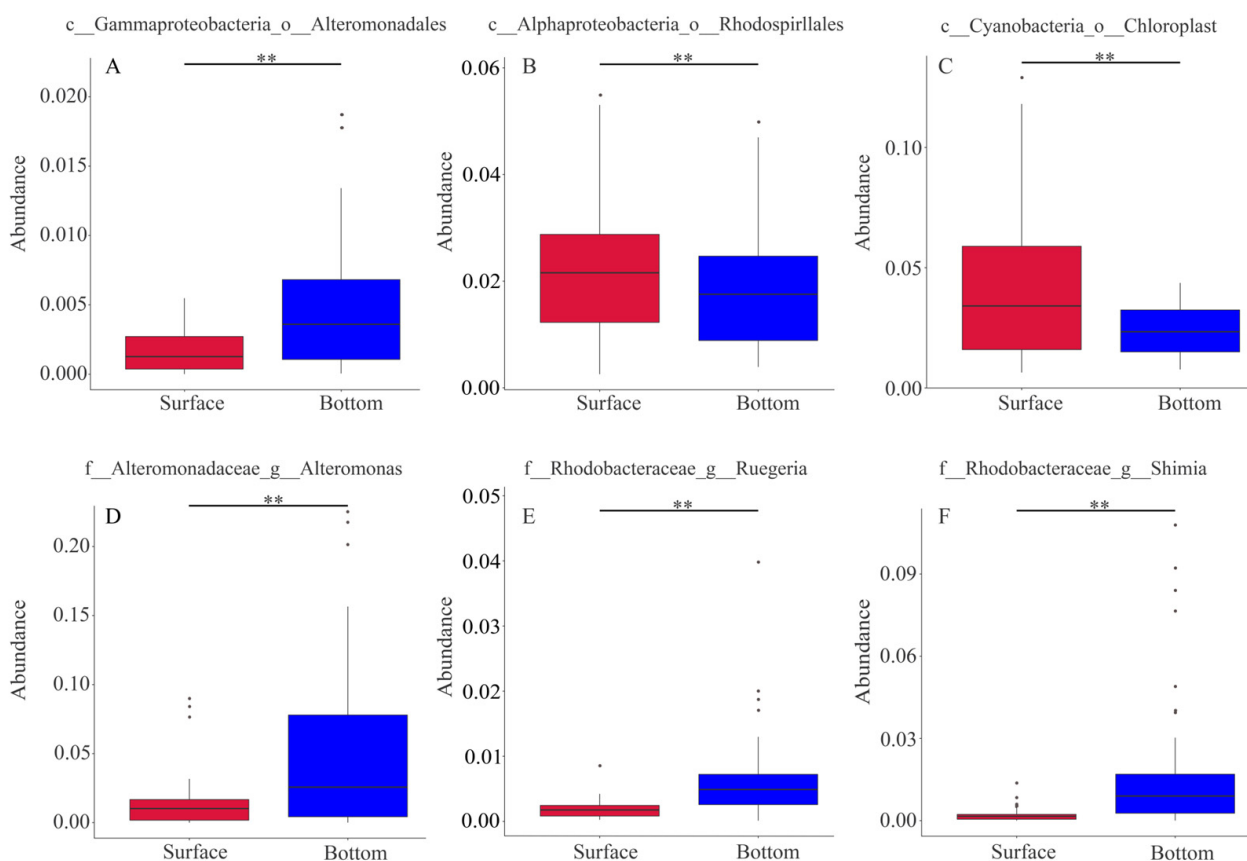 c__Gammaproteobacteria_o__Alteromonadales
A
**
0.020
0.015
0.010
0.005
0.000
Abundance
Surface
Bottom
c__Alphaproteobacteria_o__Rhodospirllales
B
**
0.06
0.04
0.02
0.00
Abundance
Surface
Bottom
c__Cyanobacteria_o__Chloroplast
C
**
0.10
0.05
0.00
Abundance
Surface
Bottom
f__Alteromonadaceae_g__Alteromonas
D
**
0.20
0.15
0.10
0.05
0.00
Abundance
Surface
Bottom
f__Rhodobacteraceae_g__Ruegeria
E
**
0.05
0.04
0.03
0.02
0.01
0.00
Abundance
Surface
Bottom
f__Rhodobacteraceae_g__Shimia
F
**
0.09
0.06
0.03
0.00
Abundance
Surface
Bottom